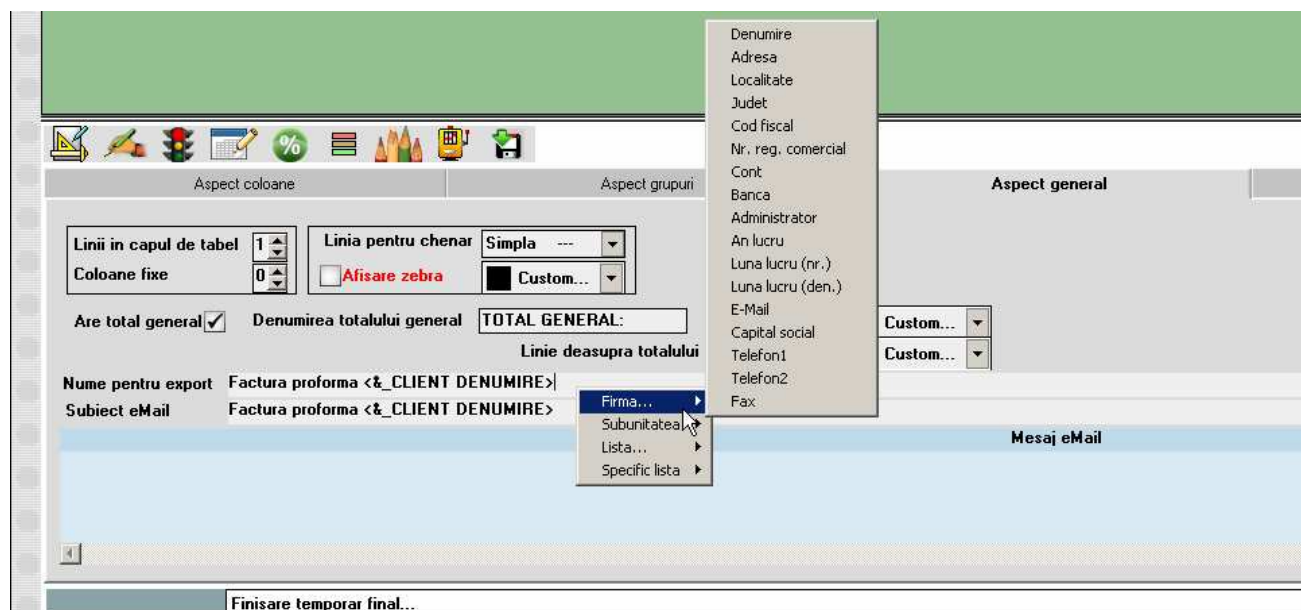 Denumire
Adresa
Localitate
Judet
Cod fiscal
Nr. reg. comercial
Cont
Banca
Administrator
An lucru
Luna lucru (nr.)
Luna lucru (den.)
E-Mail
Capital social
Telefon1
Telefon2
Fax
Aspect coloane
Aspect grupuri
Aspect general
Linii in capul de tabel 1
Linia pentru chenar Simpla ---
Coloane fixe 0
Afisare zebra Custom...
Are total general Denumirea totalului general TOTAL GENERAL: Custom...
Linie deasupra totalului Custom...
Nume pentru export Factura proforma <&_CLIENT DENUMIRE>
Subiect eMail Factura proforma <&_CLIENT DENUMIRE>
Firma...
Subunitatea
Lista...
Specific lista
Mesaj eMail
Finisare temporar final...